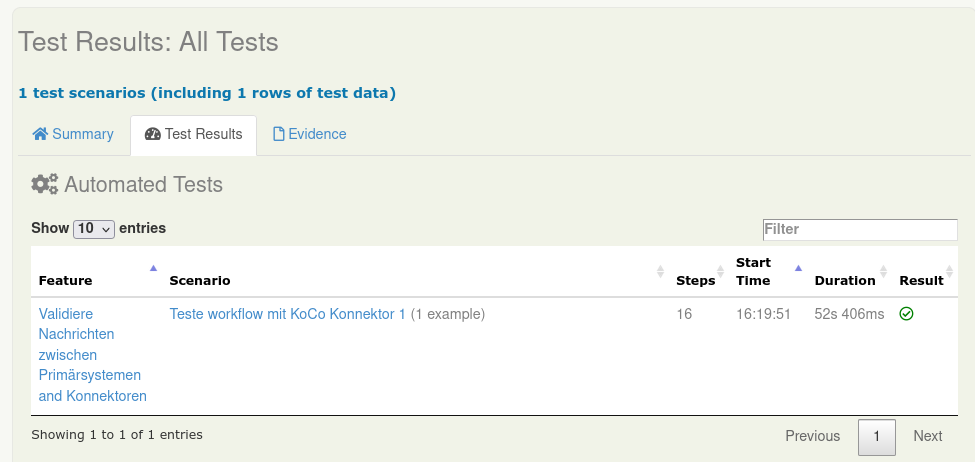 Test Results: All Tests
1 test scenarios (including 1 rows of test data)
Summary Test Results Evidence
Automated Tests
Show 10 entries Filter
Feature Scenario Steps Start Time Duration Result
Validiere Teste workflow mit KoCo Konnektor 1 (1 example) 16 16:19:51 52s 406ms
Nachrichten
zwischen
Primärsystemen
and Konnektoren
Showing 1 to 1 of 1 entries Previous 1 Next